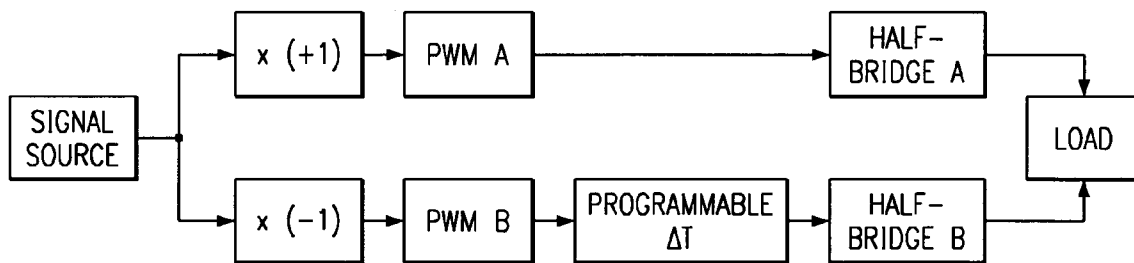 x (+1)
PWM A
HALF-
BRIDGE A
SIGNAL
SOURCE
LOAD
x (-1)
PWM B
PROGRAMMABLE
ΔT
HALF-
BRIDGE B